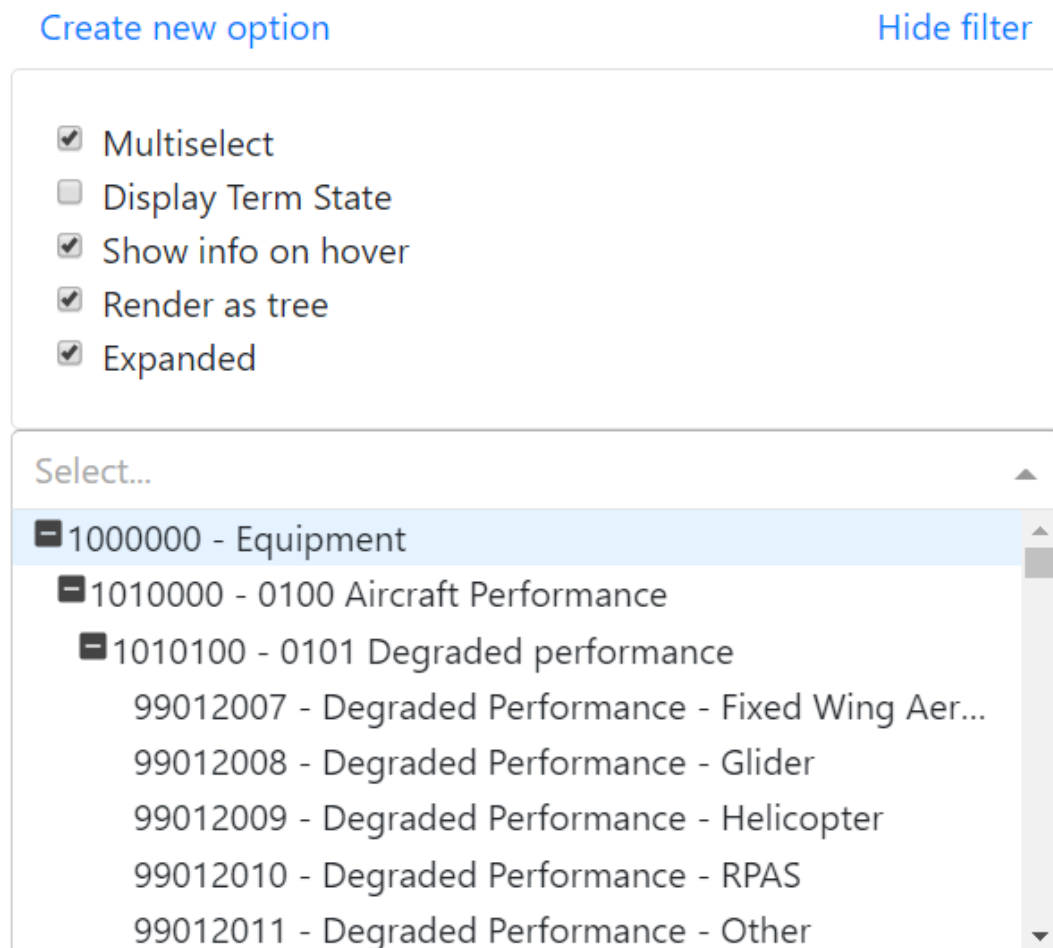 Create new option Hide filter
Multiselect
Display Term State
Show info on hover
Render as tree
Expanded
Select...
1000000 - Equipment
1010000 - 0100 Aircraft Performance
1010100 - 0101 Degraded performance
99012007 - Degraded Performance - Fixed Wing Aer...
99012008 - Degraded Performance - Glider
99012009 - Degraded Performance - Helicopter
99012010 - Degraded Performance - RPAS
99012011 - Degraded Performance - Other